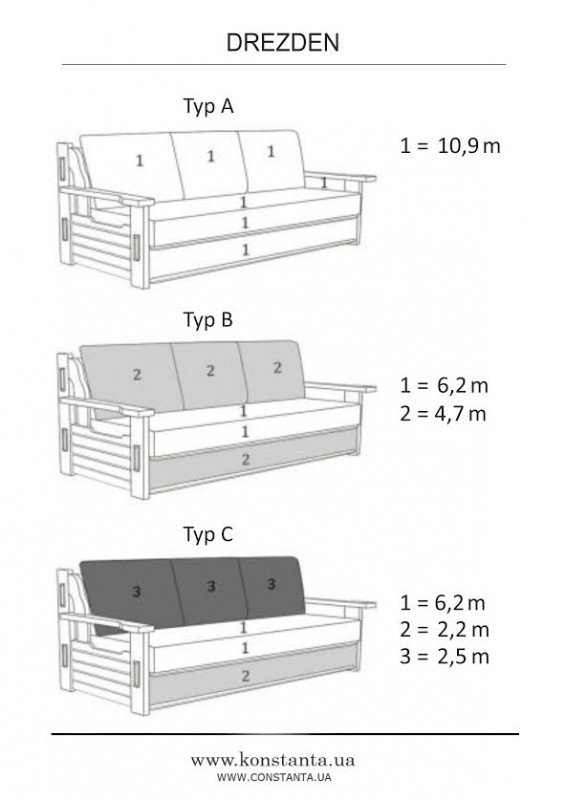 DREZDEN
Typ A
1 1 1
1
1
1
1
1 = 10,9 m
Typ B
2 2 2
1
1
2
1 = 6,2 m
2 = 4,7 m
Typ C
3 3 3
1
1
2
1 = 6,2 m
2 = 2,2 m
3 = 2,5 m
www.konstanta.ua
WWW.CONSTANTA.UA